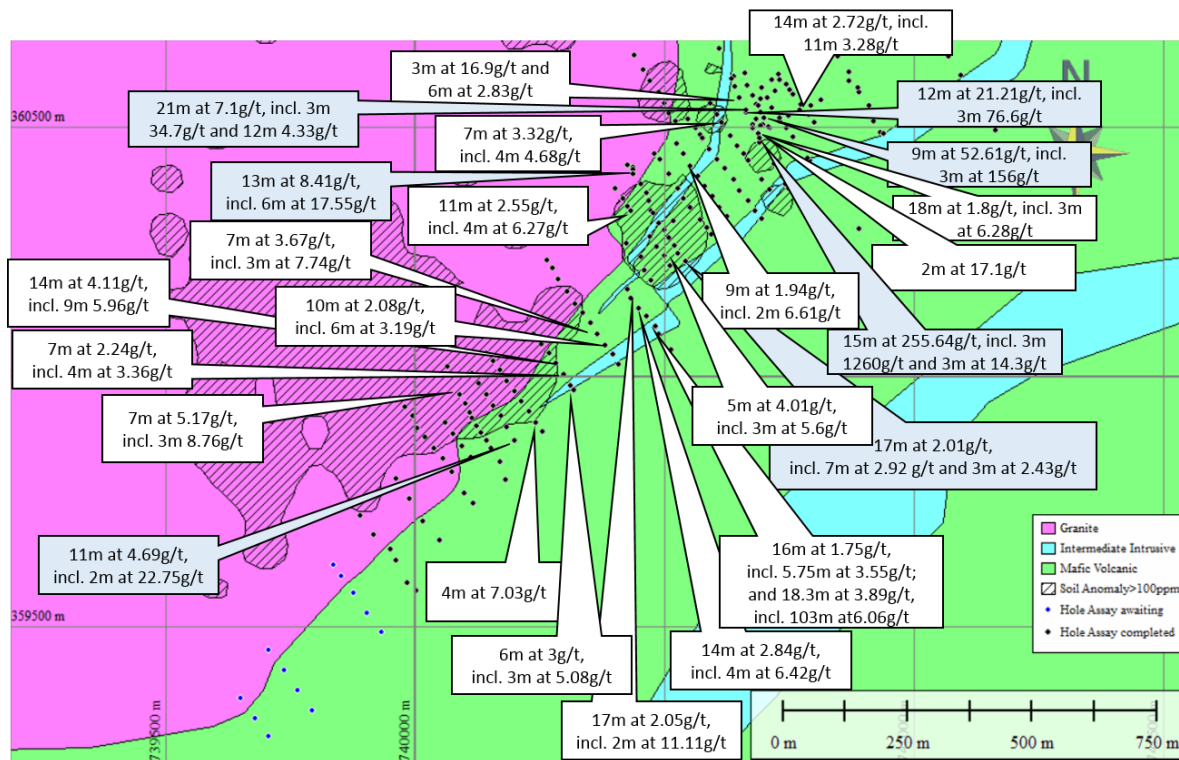 14m at 2.72g/t, incl.
11m 3.28g/t
3m at 16.9g/t and
6m at 2.83g/t
N
21m at 7.1g/t, incl. 3m
34.7g/t and 12m 4.33g/t
12m at 21.21g/t, incl.
3m 76.6g/t
360500 m
7m at 3.32g/t,
incl. 4m 4.68g/t
9m at 52.61g/t, incl.
3m at 156g/t
13m at 8.41g/t,
incl. 6m at 17.55g/t
11m at 2.55g/t,
incl. 4m at 6.27g/t
18m at 1.8g/t, incl. 3m
at 6.28g/t
7m at 3.67g/t,
incl. 3m at 7.74g/t
2m at 17.1g/t
14m at 4.11g/t,
incl. 9m 5.96g/t
10m at 2.08g/t,
incl. 6m at 3.19g/t
9m at 1.94g/t,
incl. 2m 6.61g/t
7m at 2.24g/t,
incl. 4m at 3.36g/t
15m at 255.64g/t, incl. 3m
1260g/t and 3m at 14.3g/t
7m at 5.17g/t,
incl. 3m 8.76g/t
5m at 4.01g/t,
incl. 3m at 5.6g/t
17m at 2.01g/t,
incl. 7m at 2.92 g/t and 3m at 2.43g/t
11m at 4.69g/t,
incl. 2m at 22.75g/t
4m at 7.03g/t
16m at 1.75g/t,
incl. 5.75m at 3.55g/t;
and 18.3m at 3.89g/t,
incl. 103m at6.06g/t
Granite
Intermediate Intrusive
Mafic Volcanic
Soil Anomaly>100ppm
Hole Assay awaiting
Hole Assay completed
359500 m
6m at 3g/t,
incl. 3m at 5.08g/t
14m at 2.84g/t,
incl. 4m at 6.42g/t
17m at 2.05g/t,
incl. 2m at 11.11g/t
739500 m
740000 m
0 m
250 m
500 m
750 m